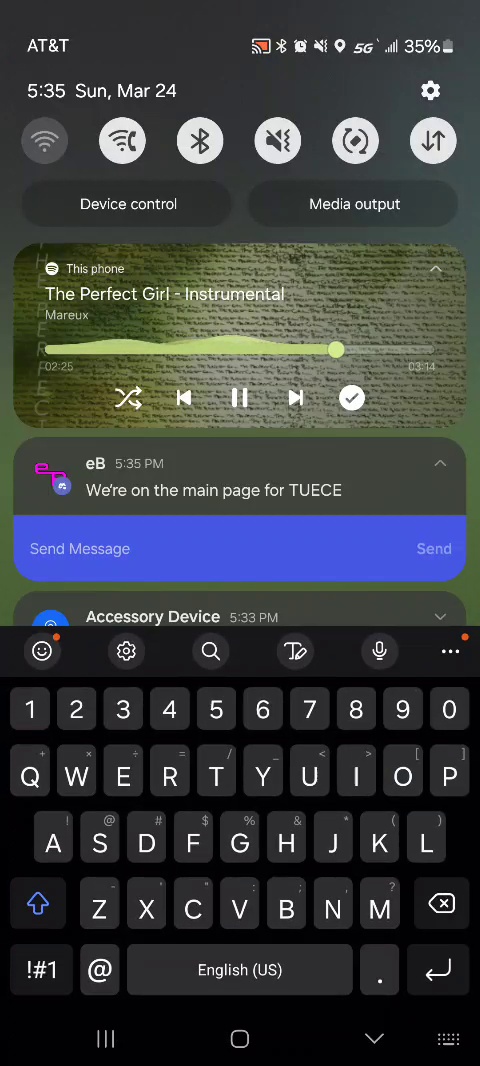 AT&T 5G 35%
5:35 Sun, Mar 24
Device control Media output
This phone
The Perfect Girl - Instrumental
Mareux
02:25 03:14
eB 5:35 PM
We're on the main page for TUECE
Send Message Send
Accessory Device 5:33 PM
1 2 3 4 5 6 7 8 9 0
+ × ÷ = / _ < > [ ]
Q W E R T Y U I O P
! @ # $ % & * ( )
A S D F G H J K L
- ' " : ; , ?
Z X C V B N M
!#1 @ English (US) .